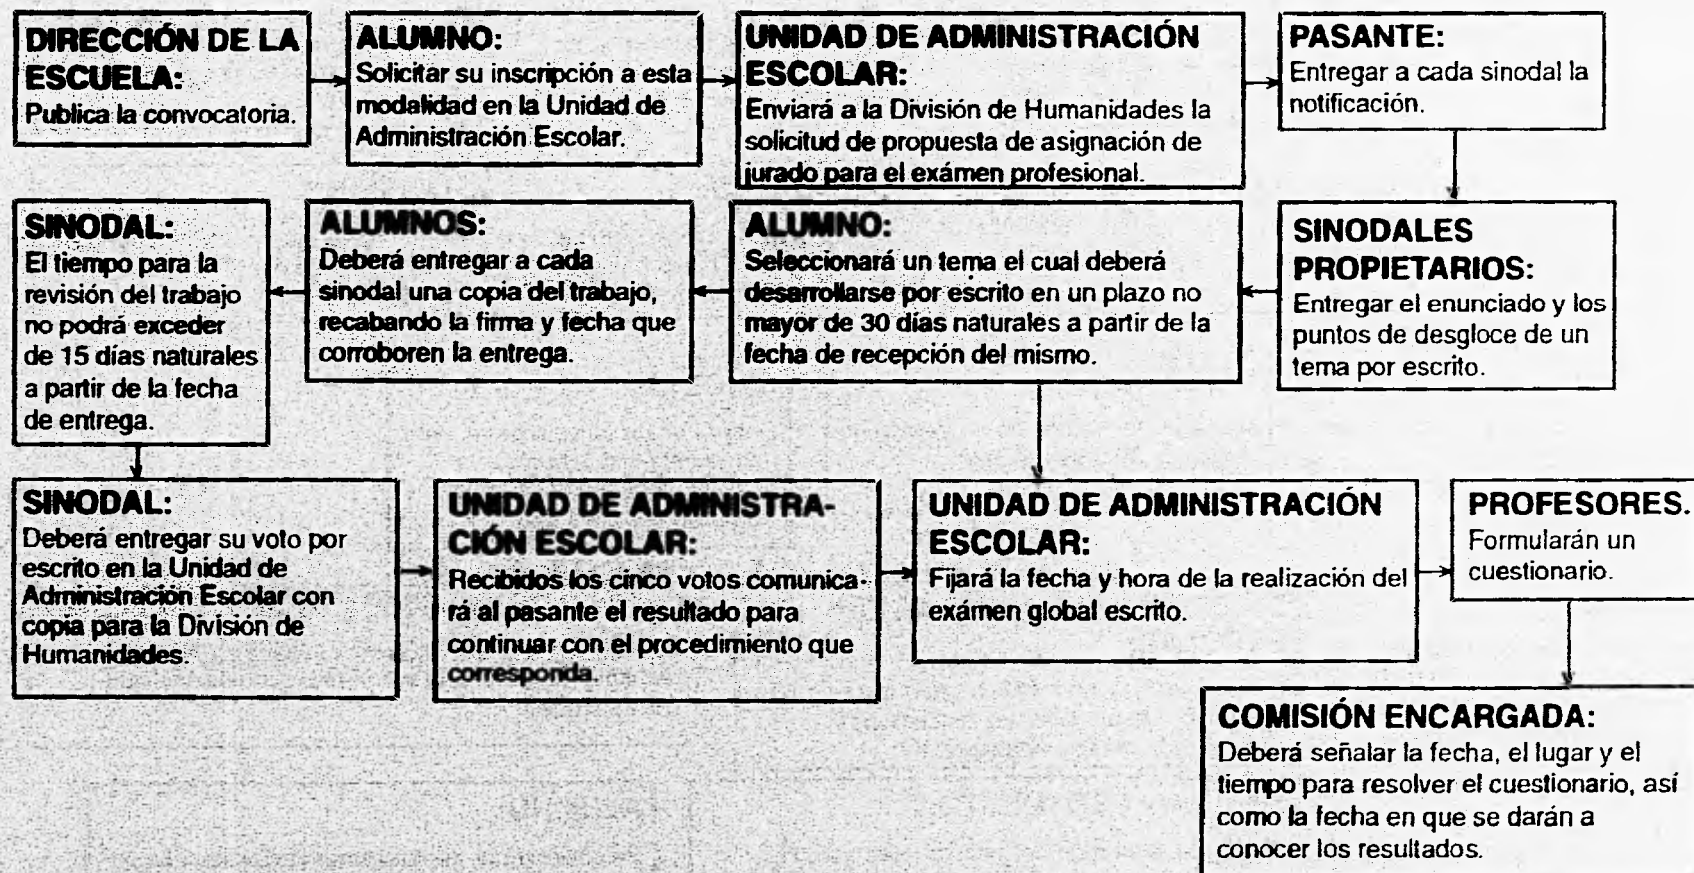 DIRECCIÓN DE LA
ESCUELA:
Publica la convocatoria.
ALUMNO:
Solicitar su inscripción a esta
modalidad en la Unidad de
Administración Escolar.
UNIDAD DE ADMINISTRACIÓN
ESCOLAR:
Enviará a la División de Humanidades la
solicitud de propuesta de asignación de
jurado para el exámen profesional.
PASANTE:
Entregar a cada sinodal la
notificación.
SINODALES
PROPIETARIOS:
Entregar el enunciado y los
puntos de desgloce de un
tema por escrito.
ALUMNO:
Seleccionará un tema el cual deberá
desarrollarse por escrito en un plazo no
mayor de 30 días naturales a partir de la
fecha de recepción del mismo.
ALUMNOS:
Deberá entregar a cada
sinodal una copia del trabajo,
recabando la firma y fecha que
corroboren la entrega.
SINODAL:
El tiempo para la
revisión del trabajo
no podrá exceder
de 15 días naturales
a partir de la fecha
de entrega.
SINODAL:
Deberá entregar su voto por
escrito en la Unidad de
Administración Escolar con
copia para la División de
Humanidades.
UNIDAD DE ADMINISTRA-
CIÓN ESCOLAR:
Recibidos los cinco votos comunica-
rá al pasante el resultado para
continuar con el procedimiento que
corresponda.
UNIDAD DE ADMINISTRACIÓN
ESCOLAR:
Fijará la fecha y hora de la realización del
exámen global escrito.
PROFESORES.
Formularán un
cuestionario.
COMISIÓN ENCARGADA:
Deberá señalar la fecha, el lugar y el
tiempo para resolver el cuestionario, así
como la fecha en que se darán a
conocer los resultados.